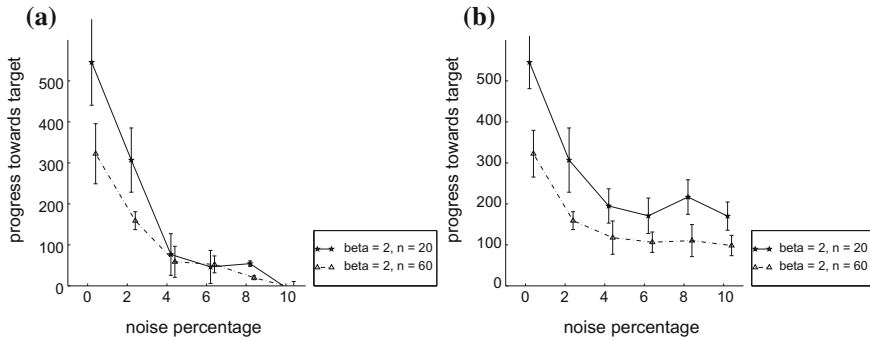 (a)
progress towards target
500
400
300
200
100
0
0 2 4 6 8 10
noise percentage
beta = 2, n = 20
beta = 2, n = 60
(b)
progress towards target
500
400
300
200
100
0
0 2 4 6 8 10
noise percentage
beta = 2, n = 20
beta = 2, n = 60